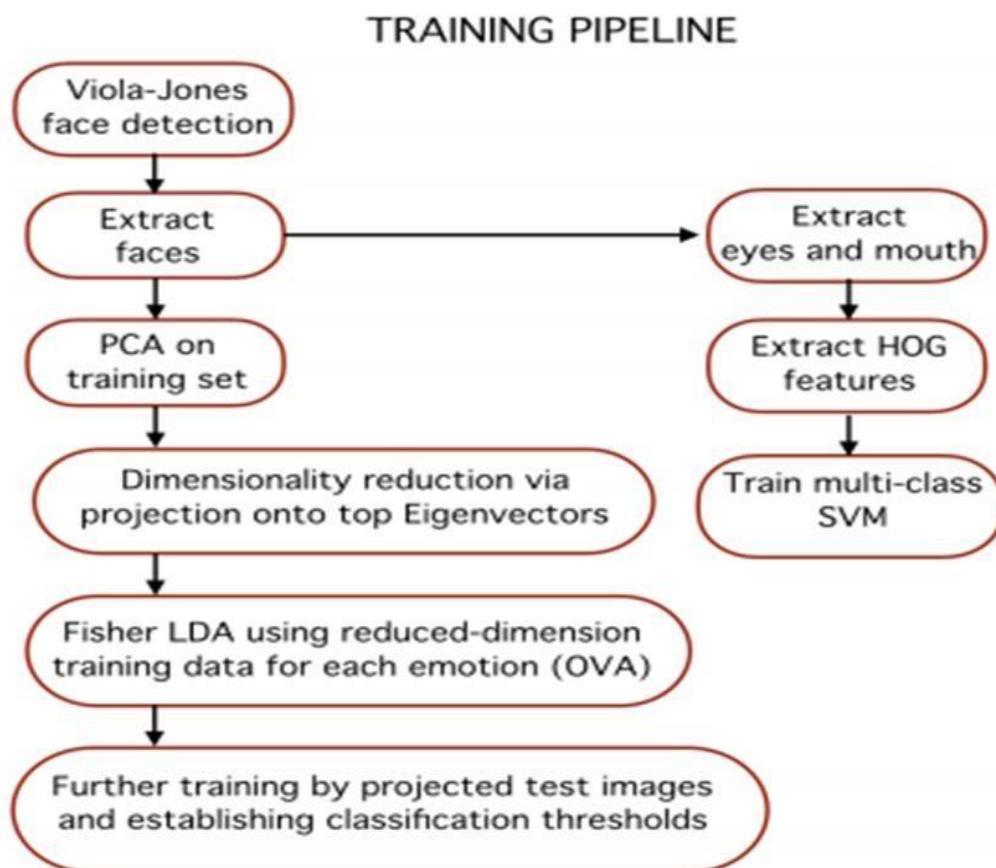 TRAINING PIPELINE
Viola-Jones
face detection
Extract
faces
PCA on
training set
Dimensionality reduction via
projection onto top Eigenvectors
Fisher LDA using reduced-dimension
training data for each emotion (OVA)
Further training by projected test images
and establishing classification thresholds
Extract
eyes and mouth
Extract HOG
features
Train multi-class
SVM